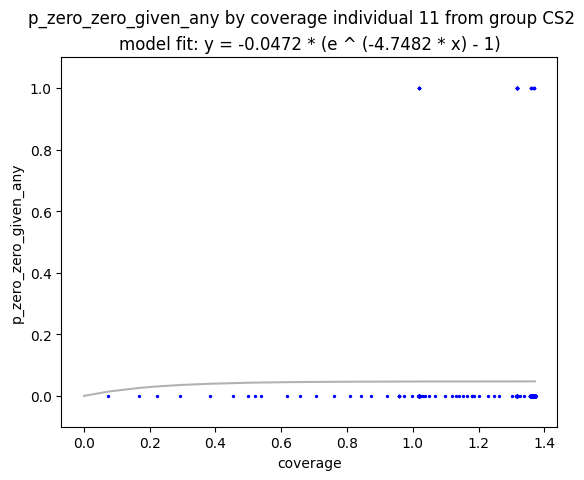 p_zero_zero_given_any by coverage individual 11 from group CS2
model fit: y = -0.0472 * (e ^ (-4.7482 * x) - 1)
1.0
0.8
0.6
0.4
0.2
0.0
p_zero_zero_given_any
0.0 0.2 0.4 0.6 0.8 1.0 1.2 1.4
coverage